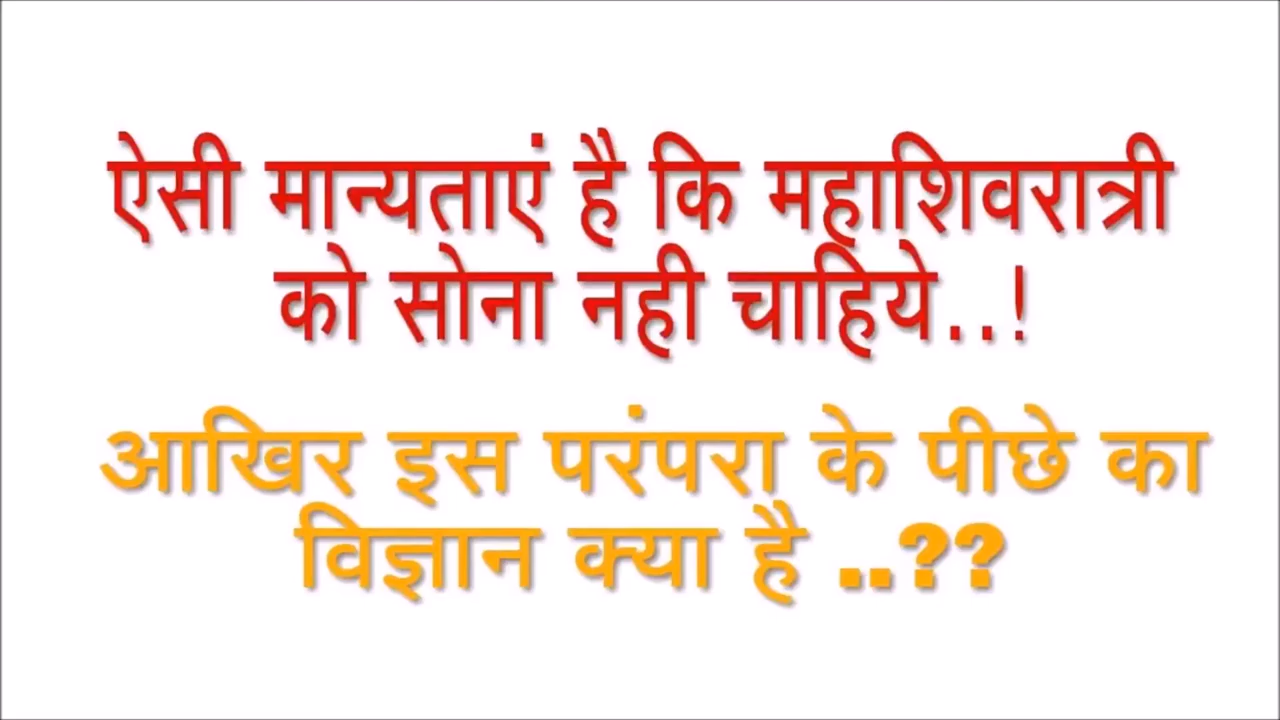 ऐसी मान्यताएं है कि महाशिवरात्री
को सोना नही चाहिये..!
आखिर इस परंपरा के पीछे का
विज्ञान क्या है ..??